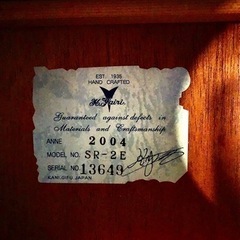 EST. 1935
HAND CRAFTED
K.Yairi.
Guaranteed against defects in
Materials and Craftsmanship
ANNE 2004
MODEL NO. SR-2E
SERIAL NO 13649
KANI, GIFU JAPAN